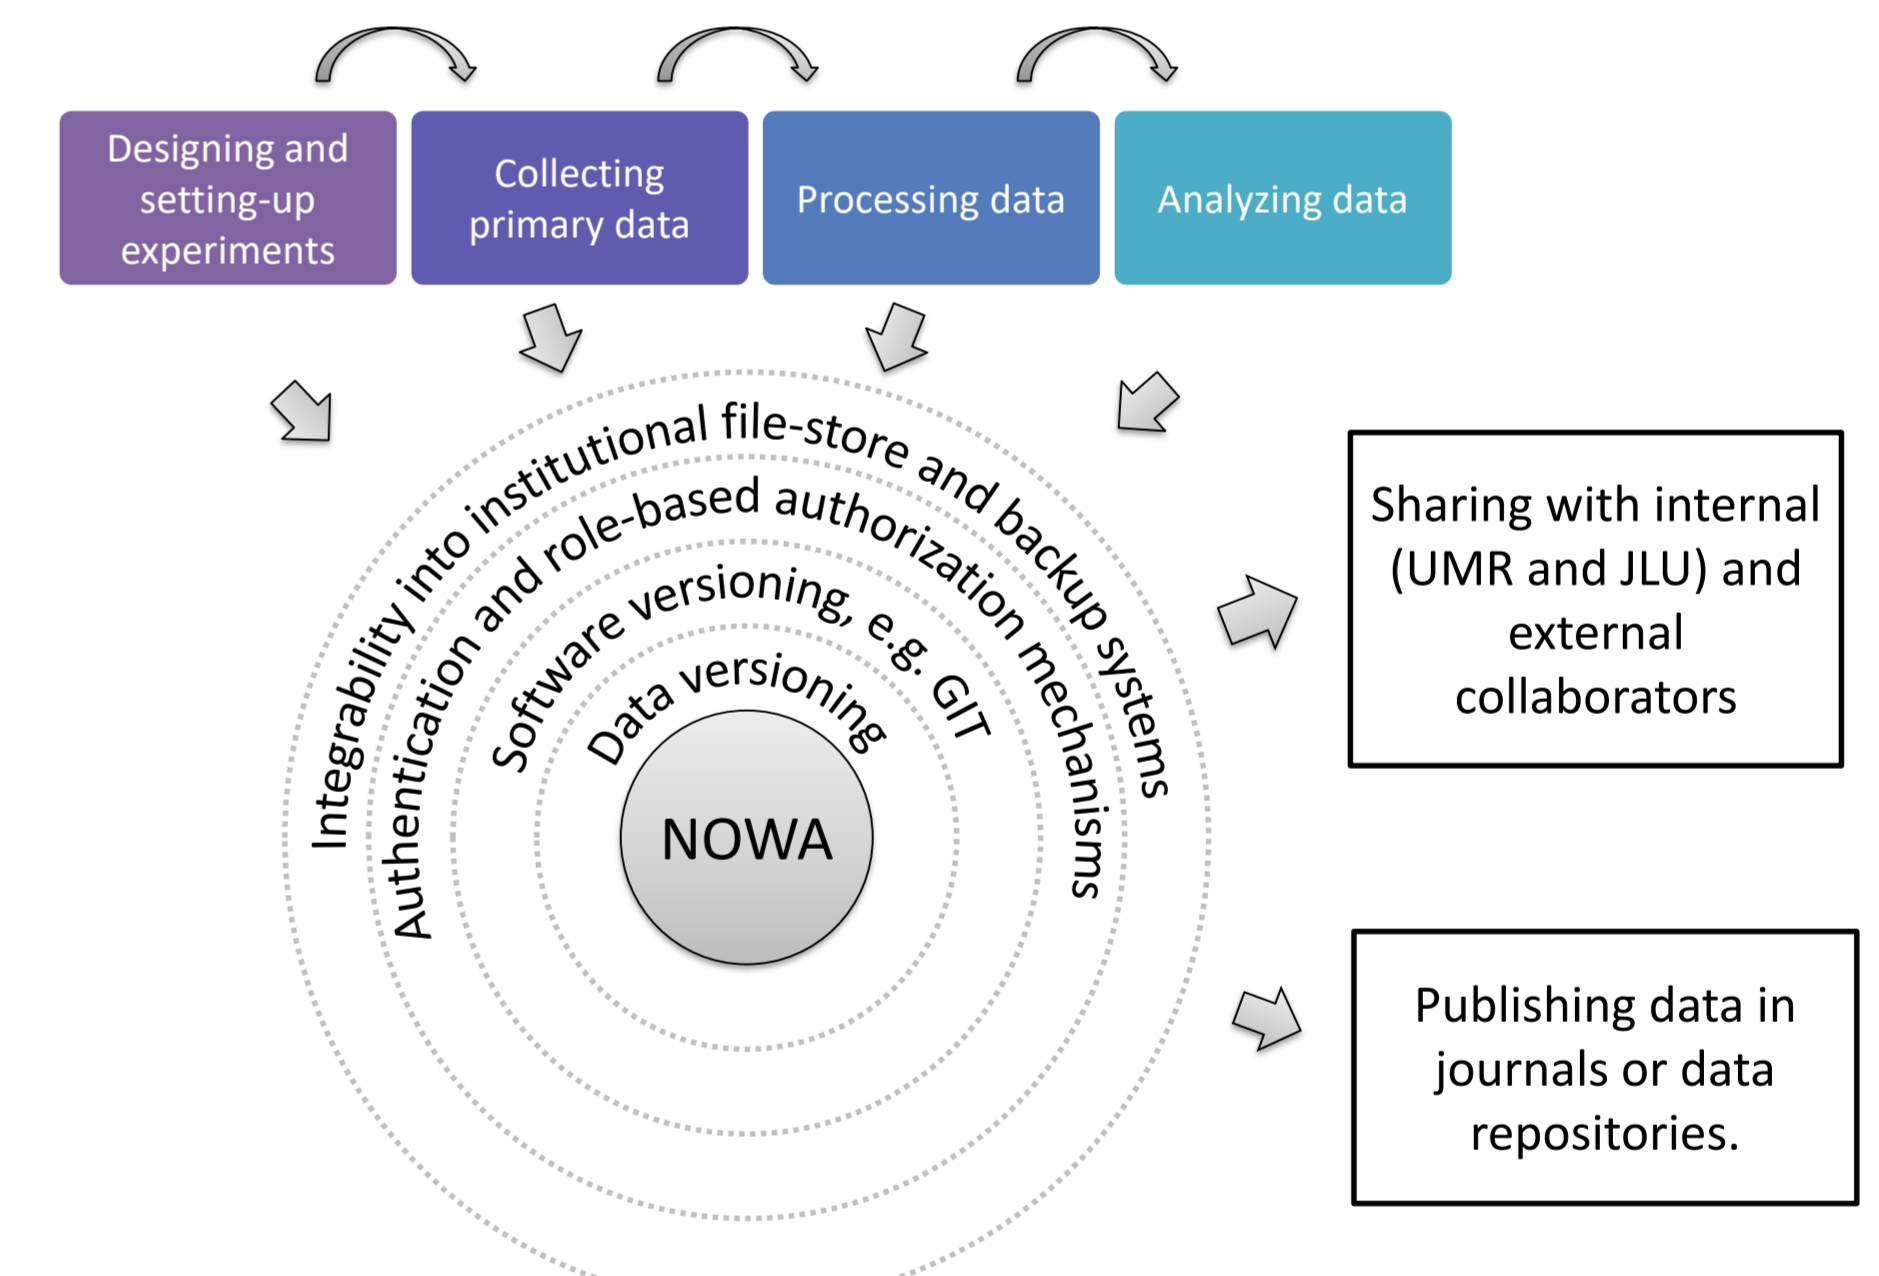 Designing and
setting-up
experiments
Collecting
primary data
Processing data
Analyzing data
Integrability into institutional file-store and backup systems
Authentication and role-based authorization mechanisms
Software versioning, e.g. GIT
Data versioning
NOWA
Sharing with internal
(UMR and JLU) and
external
collaborators
Publishing data in
journals or data
repositories.